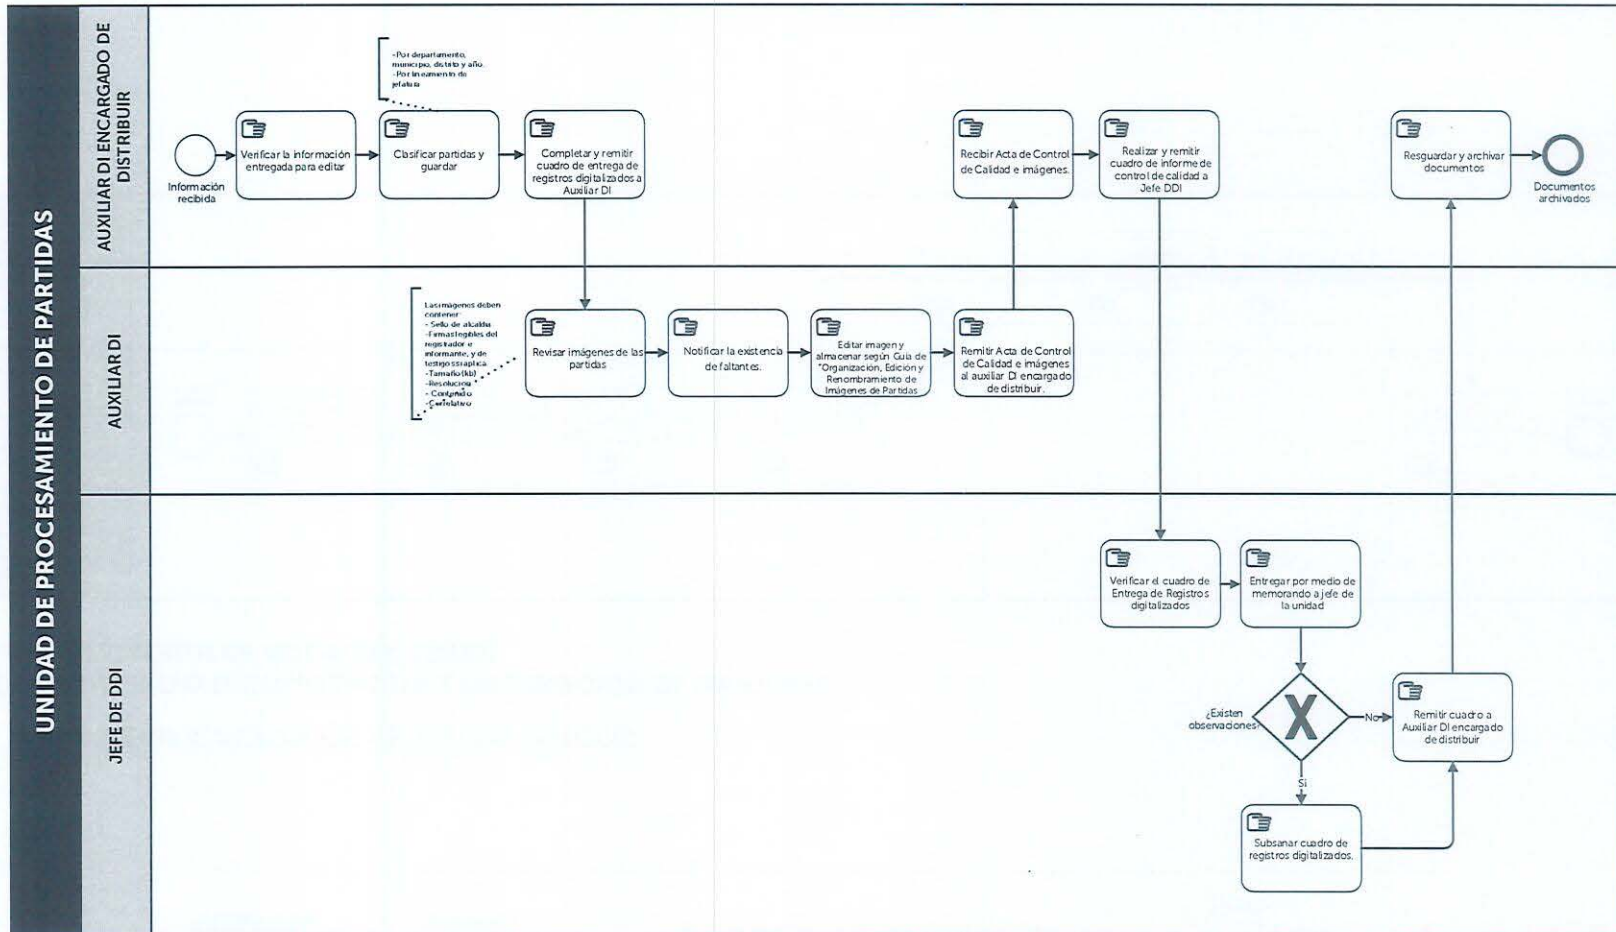 UNIDAD DE PROCESAMIENTO DE PARTIDAS
AUXILIAR DI ENCARGADO DE
DISTRIBUIR
-Por departamento,
municipio, distrito y año.
-Por lineamiento de
jefatura
Información
recibida
Verificar la información
entregada para editar
Clasificar partidas y
guardar
Completar y remitir
cuadro de entrega de
registros digitalizados a
Auxiliar DI
Recibir Acta de Control
de Calidad e imágenes.
Realizar y remitir
cuadro de informe de
control de calidad a
Jefe DDI
Resguardar y archivar
documentos
Documentos
archivados
AUXILIAR DI
Las imágenes deben
contener:
- Sello de alcaldía
-Firmas legibles del
registrador e
informante, y de
testigos si aplica.
-Tamaño (kb)
-Resolución
- Contenido
-Correlativo
Revisar imágenes de las
partidas
Notificar la existencia
de faltantes.
Editar imagen y
almacenar según Guía de
"Organización, Edición y
Renombramiento de
Imágenes de Partidas
Remitir Acta de Control
de Calidad e imágenes
al auxiliar DI encargado
de distribuir.
JEFE DE DDI
Verificar el cuadro de
Entrega de Registros
digitalizados
Entregar por medio de
memorando a jefe de
la unidad
¿Existen
observaciones?
No
Remitir cuadro a
Auxiliar DI encargado
de distribuir
Si
Subsanar cuadro de
registros digitalizados.